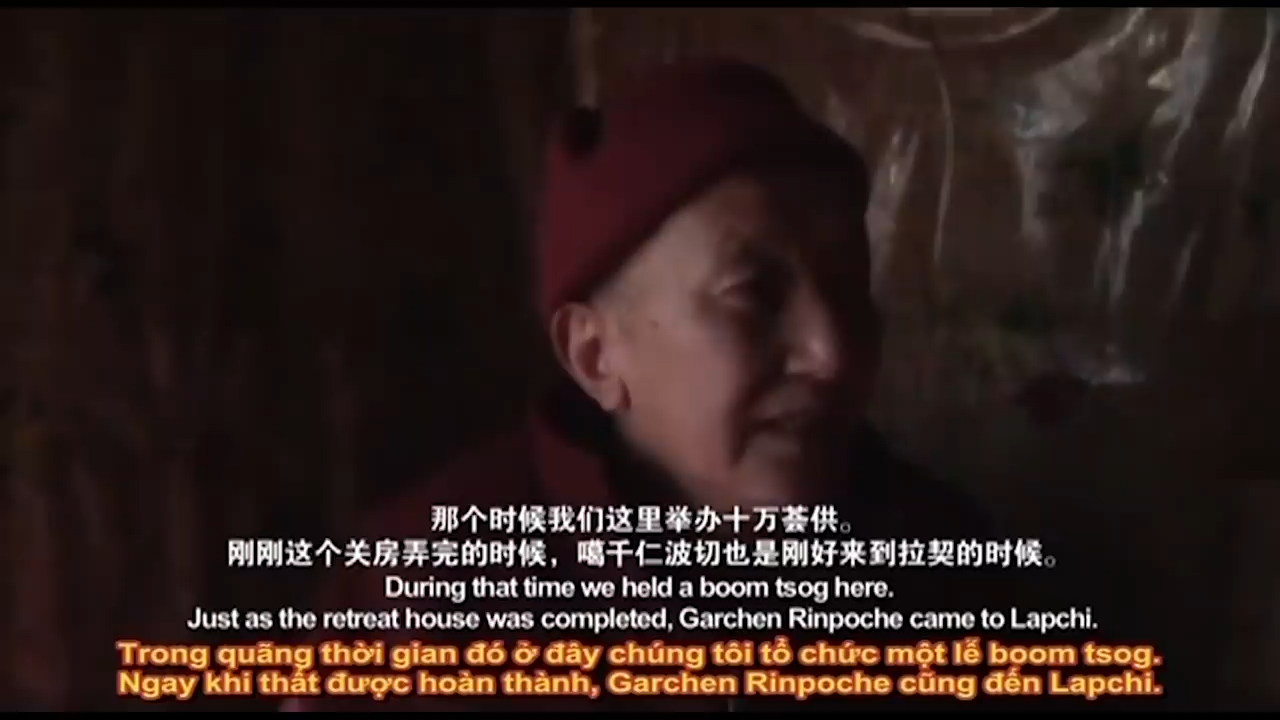 那个时候我们这里举办十万荟供。
刚刚这个关房弄完的时候，噶千仁波切也是刚好来到拉契的时候。
During that time we held a boom tsog here.
Just as the retreat house was completed, Garchen Rinpoche came to Lapchi.
Trong quãng thời gian đó ở đây chúng tôi tổ chức một lễ boom tsog.
Ngay khi thất được hoàn thành, Garchen Rinpoche cũng đến Lapchi.